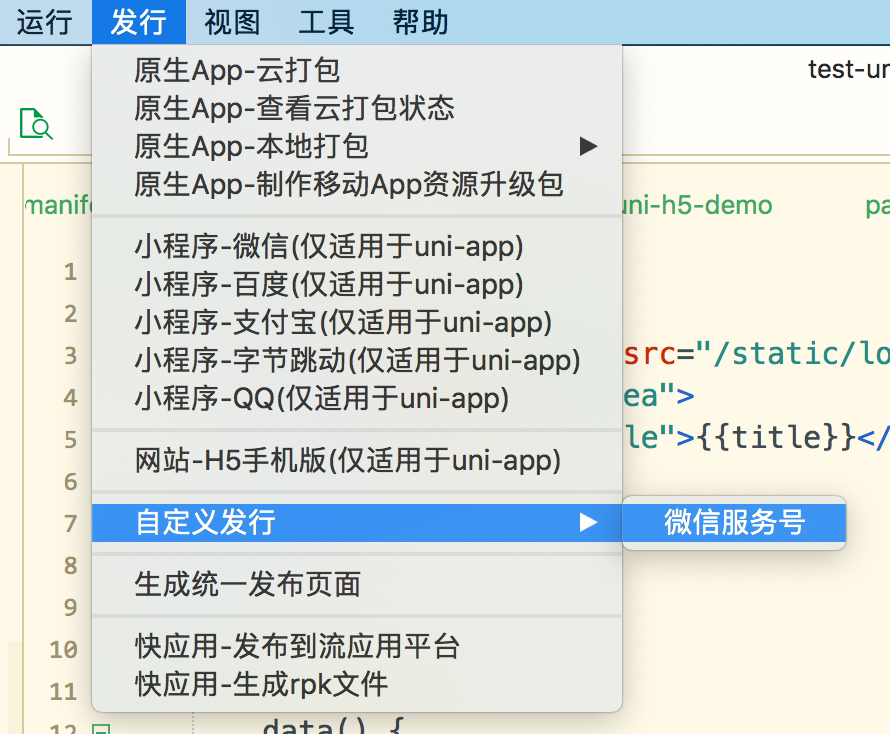 运行 发行 视图 工具 帮助
test-un
原生App-云打包
原生App-查看云打包状态
原生App-本地打包
原生App-制作移动App资源升级包
manife
uni-h5-demo
pa
小程序-微信(仅适用于uni-app)
小程序-百度(仅适用于uni-app)
小程序-支付宝(仅适用于uni-app)
小程序-字节跳动(仅适用于uni-app)
小程序-QQ(仅适用于uni-app)
网站-H5手机版(仅适用于uni-app)
自定义发行
微信服务号
生成统一发布页面
快应用-发布到流应用平台
快应用-生成rpk文件
1
2
3 src="/static/lo
4 ea">
5 le">{{title}}</
6
7
8
9
10
11
12 data() {